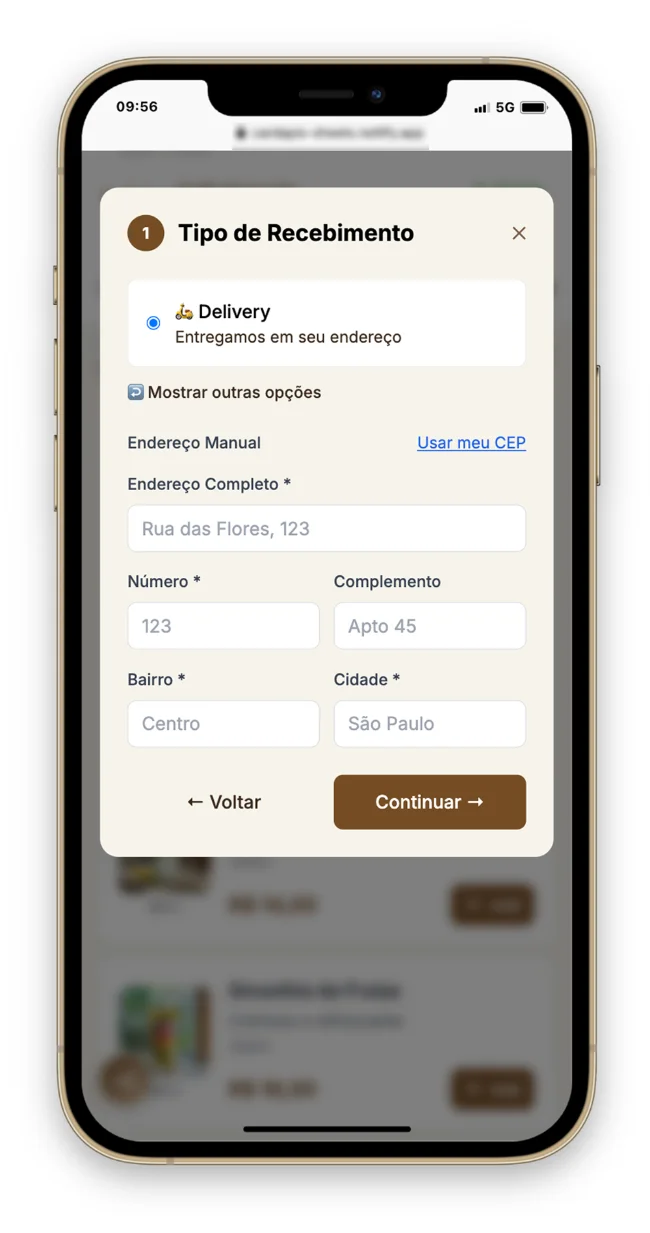 09:56
5G
1 Tipo de Recebimento ×
🛵 Delivery
Entregamos em seu endereço
↩️ Mostrar outras opções
Endereço Manual Usar meu CEP
Endereço Completo *
Rua das Flores, 123
Número * Complemento
123 Apto 45
Bairro * Cidade *
Centro São Paulo
← Voltar Continuar →